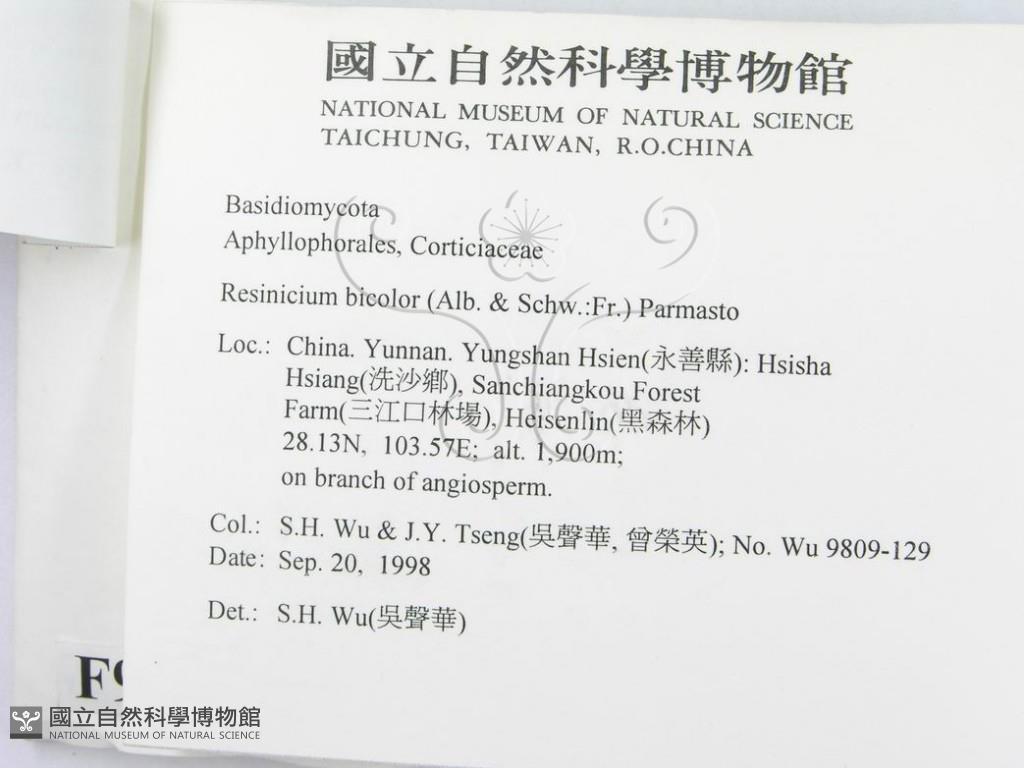 國立自然科學博物館
NATIONAL MUSEUM OF NATURAL SCIENCE
TAICHUNG, TAIWAN, R.O.CHINA
Basidiomycota
Aphyllophorales, Corticiaceae
Resinicium bicolor (Alb. & Schw.:Fr.) Parmasto
Loc.: China. Yunnan. Yungshan Hsien(永善縣): Hsisha
Hsiang(洗沙鄉), Sanchiangkou Forest
Farm(三江口林場), Heisenlin(黑森林)
28.13N, 103.57E; alt. 1,900m;
on branch of angiosperm.
Col.: S.H. Wu & J.Y. Tseng(吳聲華, 曾榮英); No. Wu 9809-129
Date: Sep. 20, 1998
Det.: S.H. Wu(吳聲華)
國立自然科學博物館
NATIONAL MUSEUM OF NATURAL SCIENCE